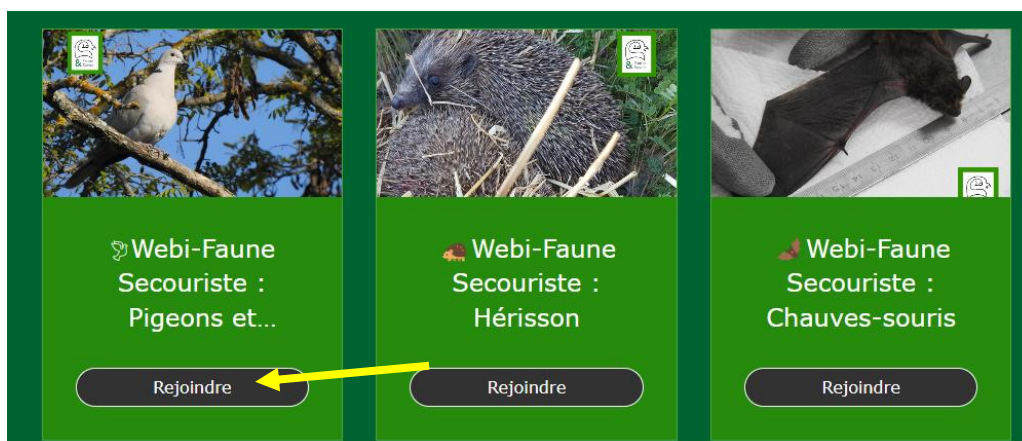 🕊Webi-Faune
Secouriste :
Pigeons et...
Rejoindre
🦔Webi-Faune
Secouriste :
Hérisson
Rejoindre
🦇Webi-Faune
Secouriste :
Chauves-souris
Rejoindre